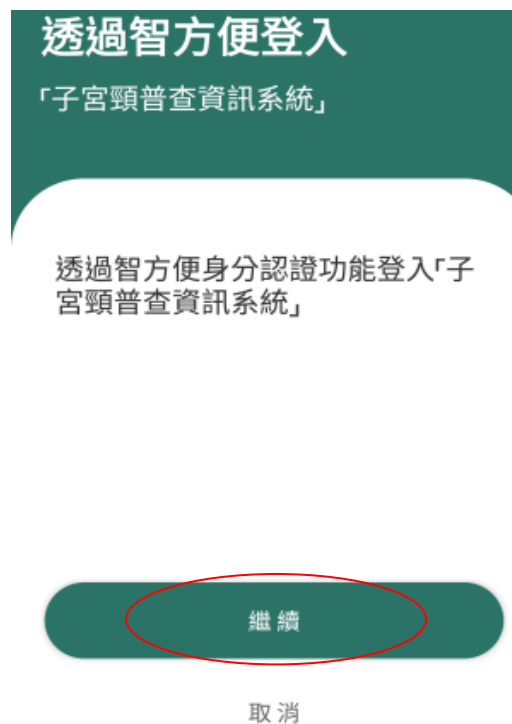 透過智方便登入
「子宮頸普查資訊系統」
透過智方便身分認證功能登入「子
宮頸普查資訊系統」
繼續
取消